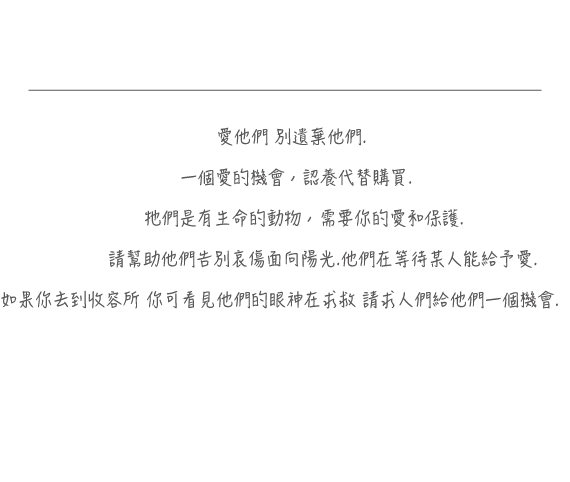 愛他們 別遺棄他們.
一個愛的機會，認養代替購買.
牠們是有生命的動物，需要你的愛和保護.
請幫助他們告別哀傷面向陽光.他們在等待某人能給予愛.
如果你去到收容所 你可看見他們的眼神在求救 請求人們給他們一個機會.